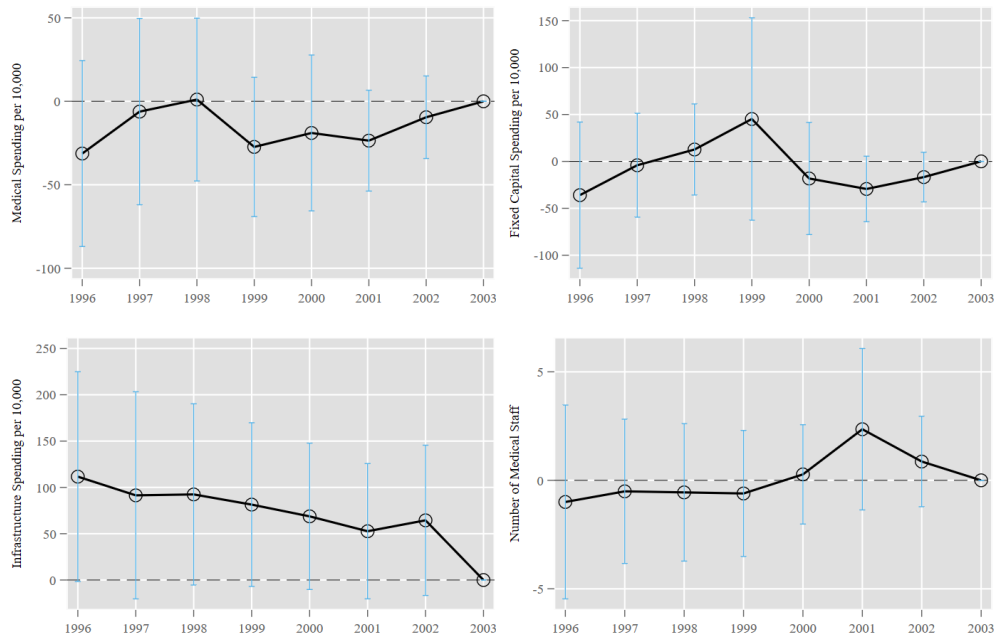 Medical Spending per 10,000
50
0
-50
-100
1996 1997 1998 1999 2000 2001 2002 2003
Fixed Capital Spending per 10,000
150
100
50
0
-50
-100
1996 1997 1998 1999 2000 2001 2002 2003
Infrastructure Spending per 10,000
250
200
150
100
50
0
1996 1997 1998 1999 2000 2001 2002 2003
Number of Medical Staff
5
0
-5
1996 1997 1998 1999 2000 2001 2002 2003